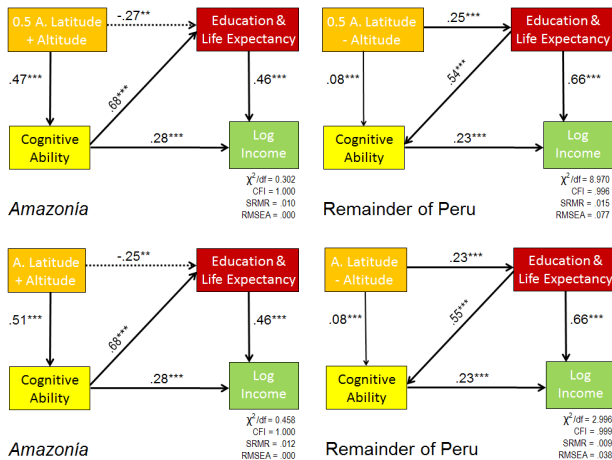 0.5 A. Latitude
+ Altitude
-.27**
Education &
Life Expectancy
.47***
.68***
.46***
Cognitive
Ability
.28***
Log
Income
Amazonía
χ²/df = 0.302
CFI = 1.000
SRMR = .010
RMSEA = .000
0.5 A. Latitude
- Altitude
.25***
Education &
Life Expectancy
.08***
.54***
.66***
Cognitive
Ability
.23***
Log
Income
Remainder of Peru
χ²/df = 8.970
CFI = .996
SRMR = .015
RMSEA = .077
A. Latitude
+ Altitude
-.25**
Education &
Life Expectancy
.51***
.68***
.46***
Cognitive
Ability
.28***
Log
Income
Amazonía
χ²/df = 0.458
CFI = 1.000
SRMR = .012
RMSEA = .000
A. Latitude
- Altitude
.23***
Education &
Life Expectancy
.08***
.55***
.66***
Cognitive
Ability
.23***
Log
Income
Remainder of Peru
χ²/df = 2.996
CFI = .999
SRMR = .009
RMSEA = .038